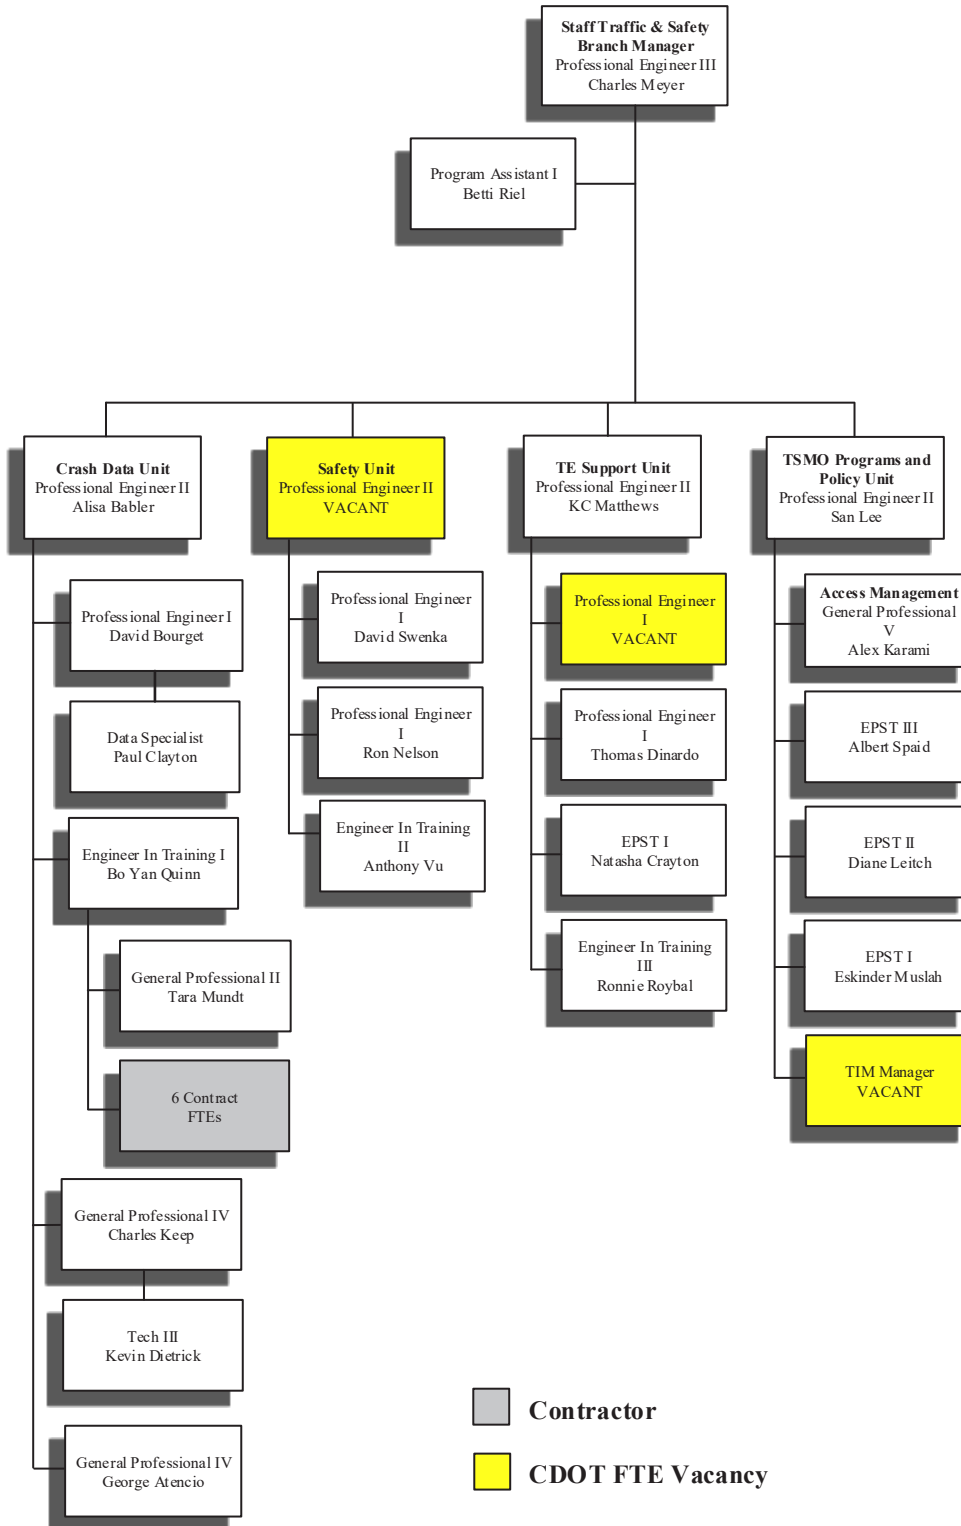 Staff Traffic & Safety
Branch Manager
Professional Engineer III
Charles Meyer
Program Assistant I
Betti Riel
Crash Data Unit
Professional Engineer II
Alisa Babler
Professional Engineer I
David Bourget
Data Specialist
Paul Clayton
Engineer In Training I
Bo Yan Quinn
General Professional II
Tara Mundt
6 Contract
FTEs
General Professional IV
Charles Keep
Tech III
Kevin Dietrick
General Professional IV
George Atencio
Safety Unit
Professional Engineer II
VACANT
Professional Engineer
I
David Swenka
Professional Engineer
I
Ron Nelson
Engineer In Training
II
Anthony Vu
TE Support Unit
Professional Engineer II
KC Matthews
Professional Engineer
I
VACANT
Professional Engineer
I
Thomas Dinardo
EPST I
Natasha Crayton
Engineer In Training
III
Ronnie Roybal
TSMO Programs and
Policy Unit
Professional Engineer II
San Lee
Access Management
General Professional
V
Alex Karami
EPST III
Albert Spaid
EPST II
Diane Leitch
EPST I
Eskinder Muslah
TIM Manager
VACANT
Contractor
CDOT FTE Vacancy